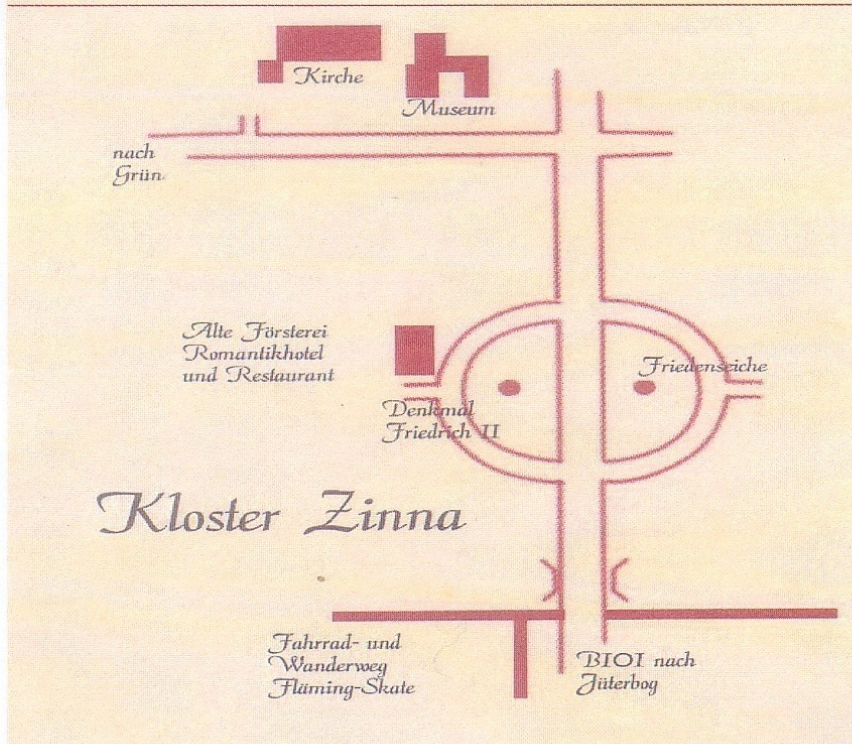 Kirche
Museum
nach
Grün
Alte Försterei
Romantikhotel
und Restaurant
Friedenseiche
Denkmal
Friedrich II
Kloster Zinna
Fahrrad- und
Wanderweg
Fläming-Skate
B101 nach
Jüterbog